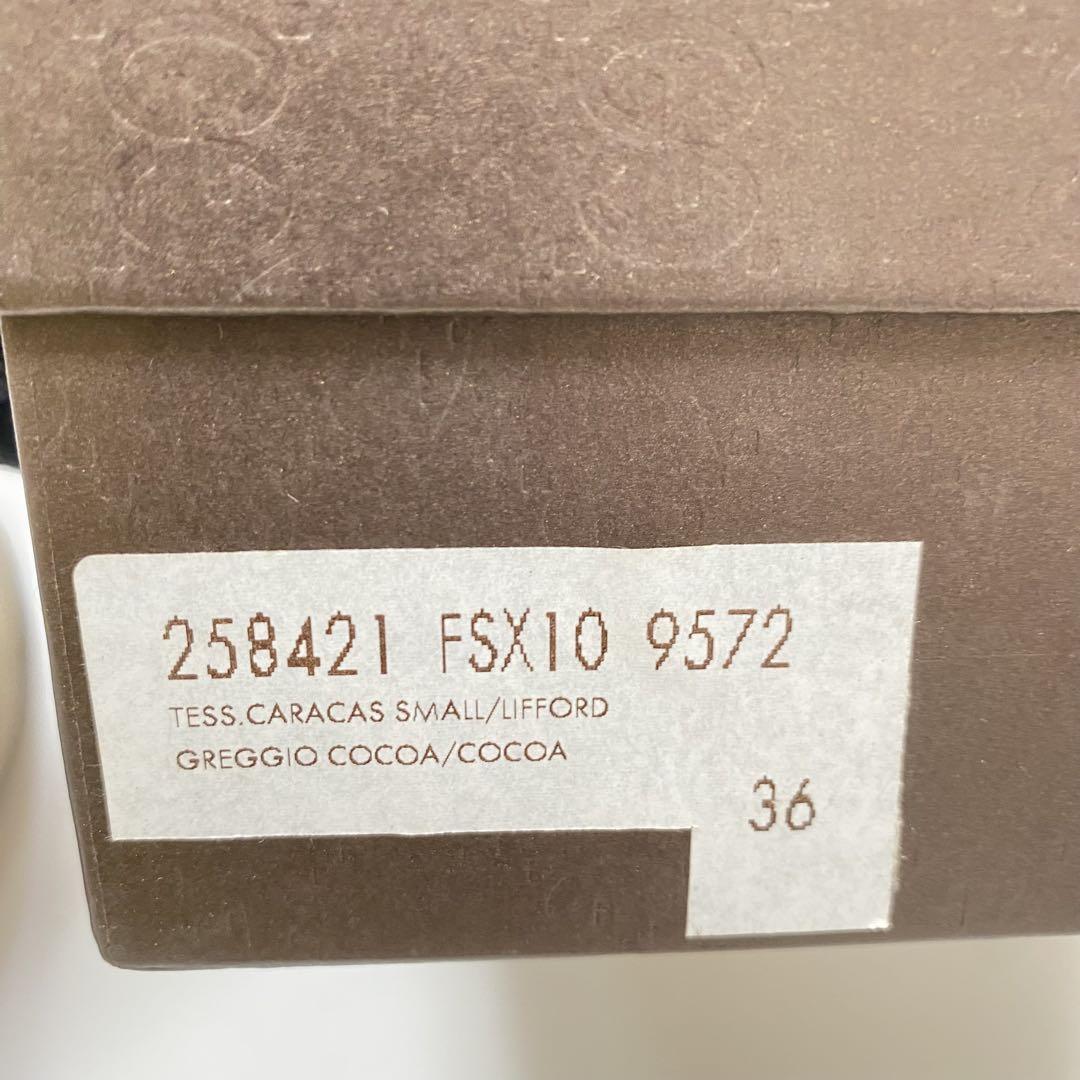 258421 FSX10 9572
TESS.CARACAS SMALL/LIFFORD
GREGGIO COCOA/COCOA
36